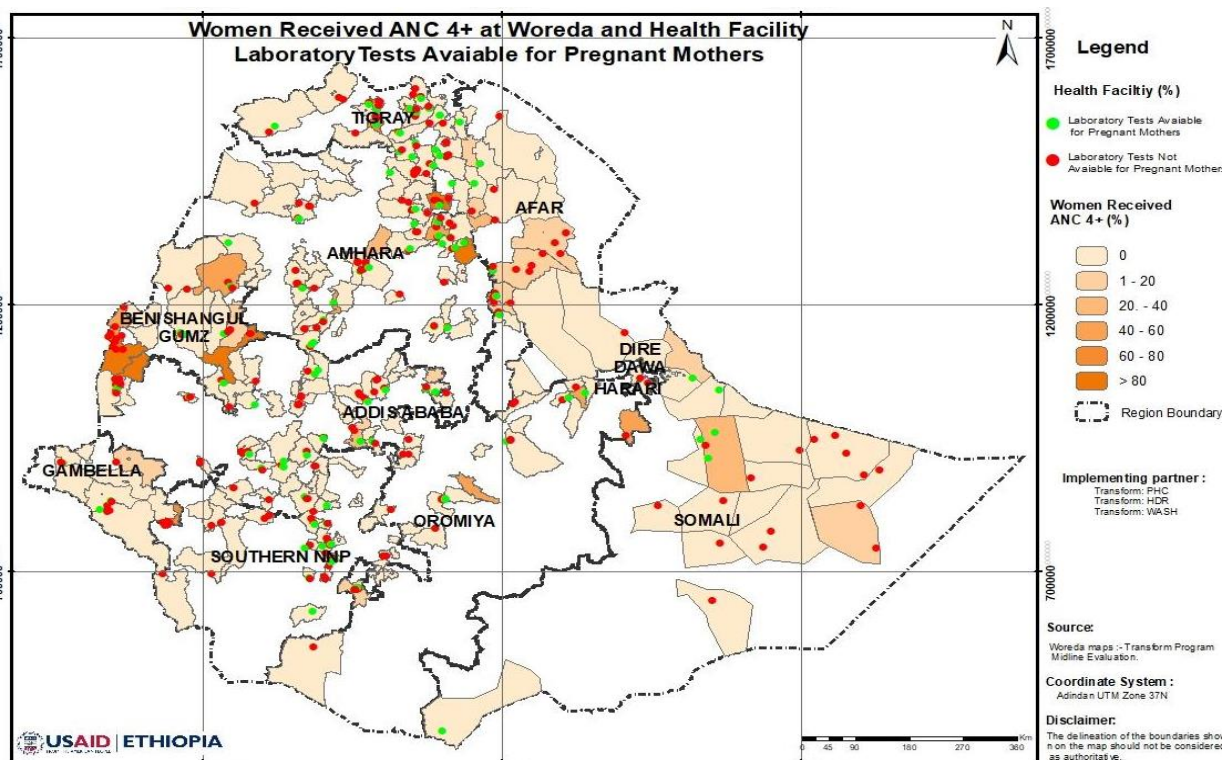 Women Received ANC 4+ at Woreda and Health Facility
Laboratory Tests Avaiable for Pregnant Mothers
N
1700000
1200000
700000
TIGRAY
AFAR
AMHARA
BENISHANGUL
GUMZ
DIRE
DAWA
HARARI
ADDIS ABABA
GAMBELLA
OROMIYA
SOMALI
SOUTHERN NNP
USAID | ETHIOPIA
Km
0 45 90 180 270 360
Legend
Health Faciltiy (%)
Laboratory Tests Avaiable
for Pregnant Mothers
Laboratory Tests Not
Avaiable for Pregnant Mothers
Women Received
ANC 4+ (%)
0
1 - 20
20. - 40
40 - 60
60 - 80
> 80
Region Boundary
Implementing partner :
Transform: PHC
Transform: HDR
Transform: WASH
Source:
Woreda maps :- Transform Program
Midline Evaluation.
Coordinate System :
Adindan UTM Zone 37N
Disclaimer:
The delineation of the boundaries show
n on the map should not be considered
as authoritative.